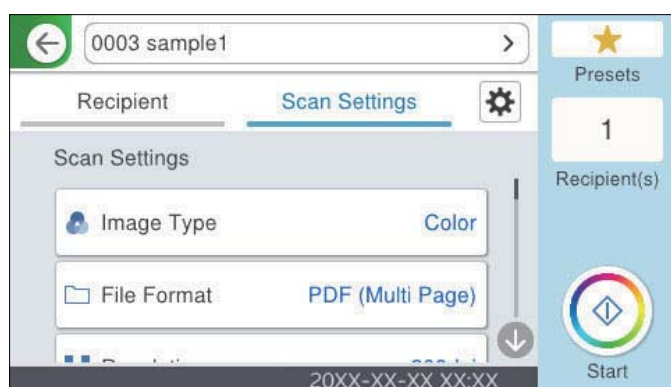 0003 sample1
Presets
Recipient
Scan Settings
1
Recipient(s)
Scan Settings
Image Type
Color
File Format
PDF (Multi Page)
20XX-XX-XX XX:XX
Start